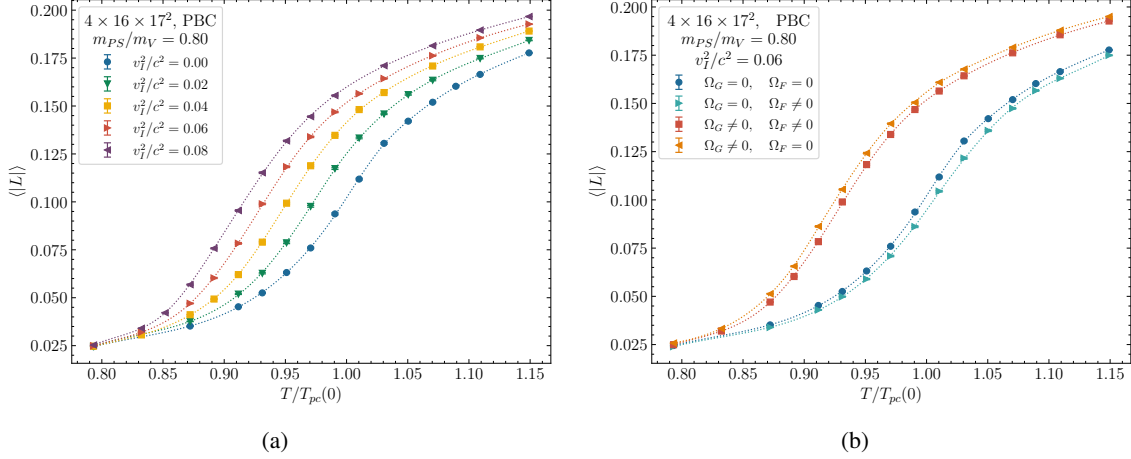 4 × 16 × 17², PBC
m_PS/m_V = 0.80
v_I²/c² = 0.00
v_I²/c² = 0.02
v_I²/c² = 0.04
v_I²/c² = 0.06
v_I²/c² = 0.08
⟨|L|⟩
0.200
0.175
0.150
0.125
0.100
0.075
0.050
0.025
0.80 0.85 0.90 0.95 1.00 1.05 1.10 1.15
T/T_pc(0)
(a)
4 × 16 × 17², PBC
m_PS/m_V = 0.80
v_I²/c² = 0.06
Ω_G = 0, Ω_F = 0
Ω_G = 0, Ω_F ≠ 0
Ω_G ≠ 0, Ω_F ≠ 0
Ω_G ≠ 0, Ω_F = 0
⟨|L|⟩
0.200
0.175
0.150
0.125
0.100
0.075
0.050
0.025
0.80 0.85 0.90 0.95 1.00 1.05 1.10 1.15
T/T_pc(0)
(b)